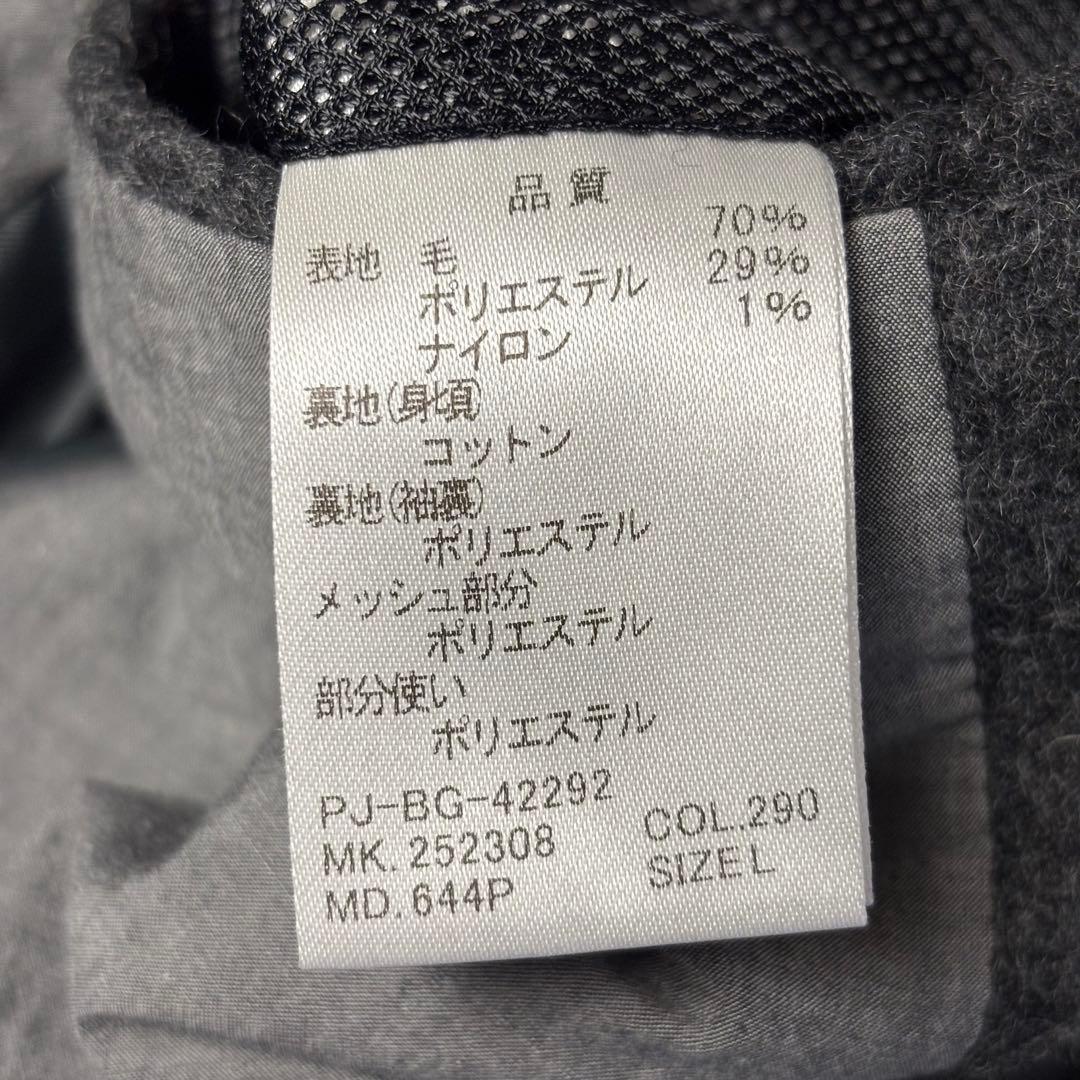 品質
表地 毛 70%
ポリエステル 29%
ナイロン 1%
裏地(身頃)
コットン
裏地(袖裏)
ポリエステル
メッシュ部分
ポリエステル
部分使い
ポリエステル
PJ-BG-42292
MK.252308 COL.290
MD.644P SIZE L